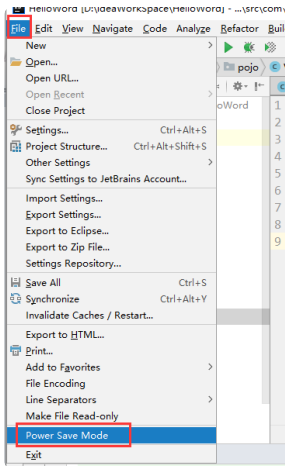 HelloWord [D:\IdeaWorkSpace\HelloWord] - ...\src\com\
File Edit View Navigate Code Analyze Refactor Buil
New
Open...
Open URL...
Open Recent
Close Project
Settings... Ctrl+Alt+S
Project Structure... Ctrl+Alt+Shift+S
Other Settings
Sync Settings to JetBrains Account...
Import Settings...
Export Settings...
Export to Eclipse...
Export to Zip File...
Settings Repository...
Save All Ctrl+S
Synchronize Ctrl+Alt+Y
Invalidate Caches / Restart...
Export to HTML...
Print...
Add to Favorites
File Encoding
Line Separators
Make File Read-only
Power Save Mode
Exit
pojo
oWord
1
2
3
4
5
6
7
8
9